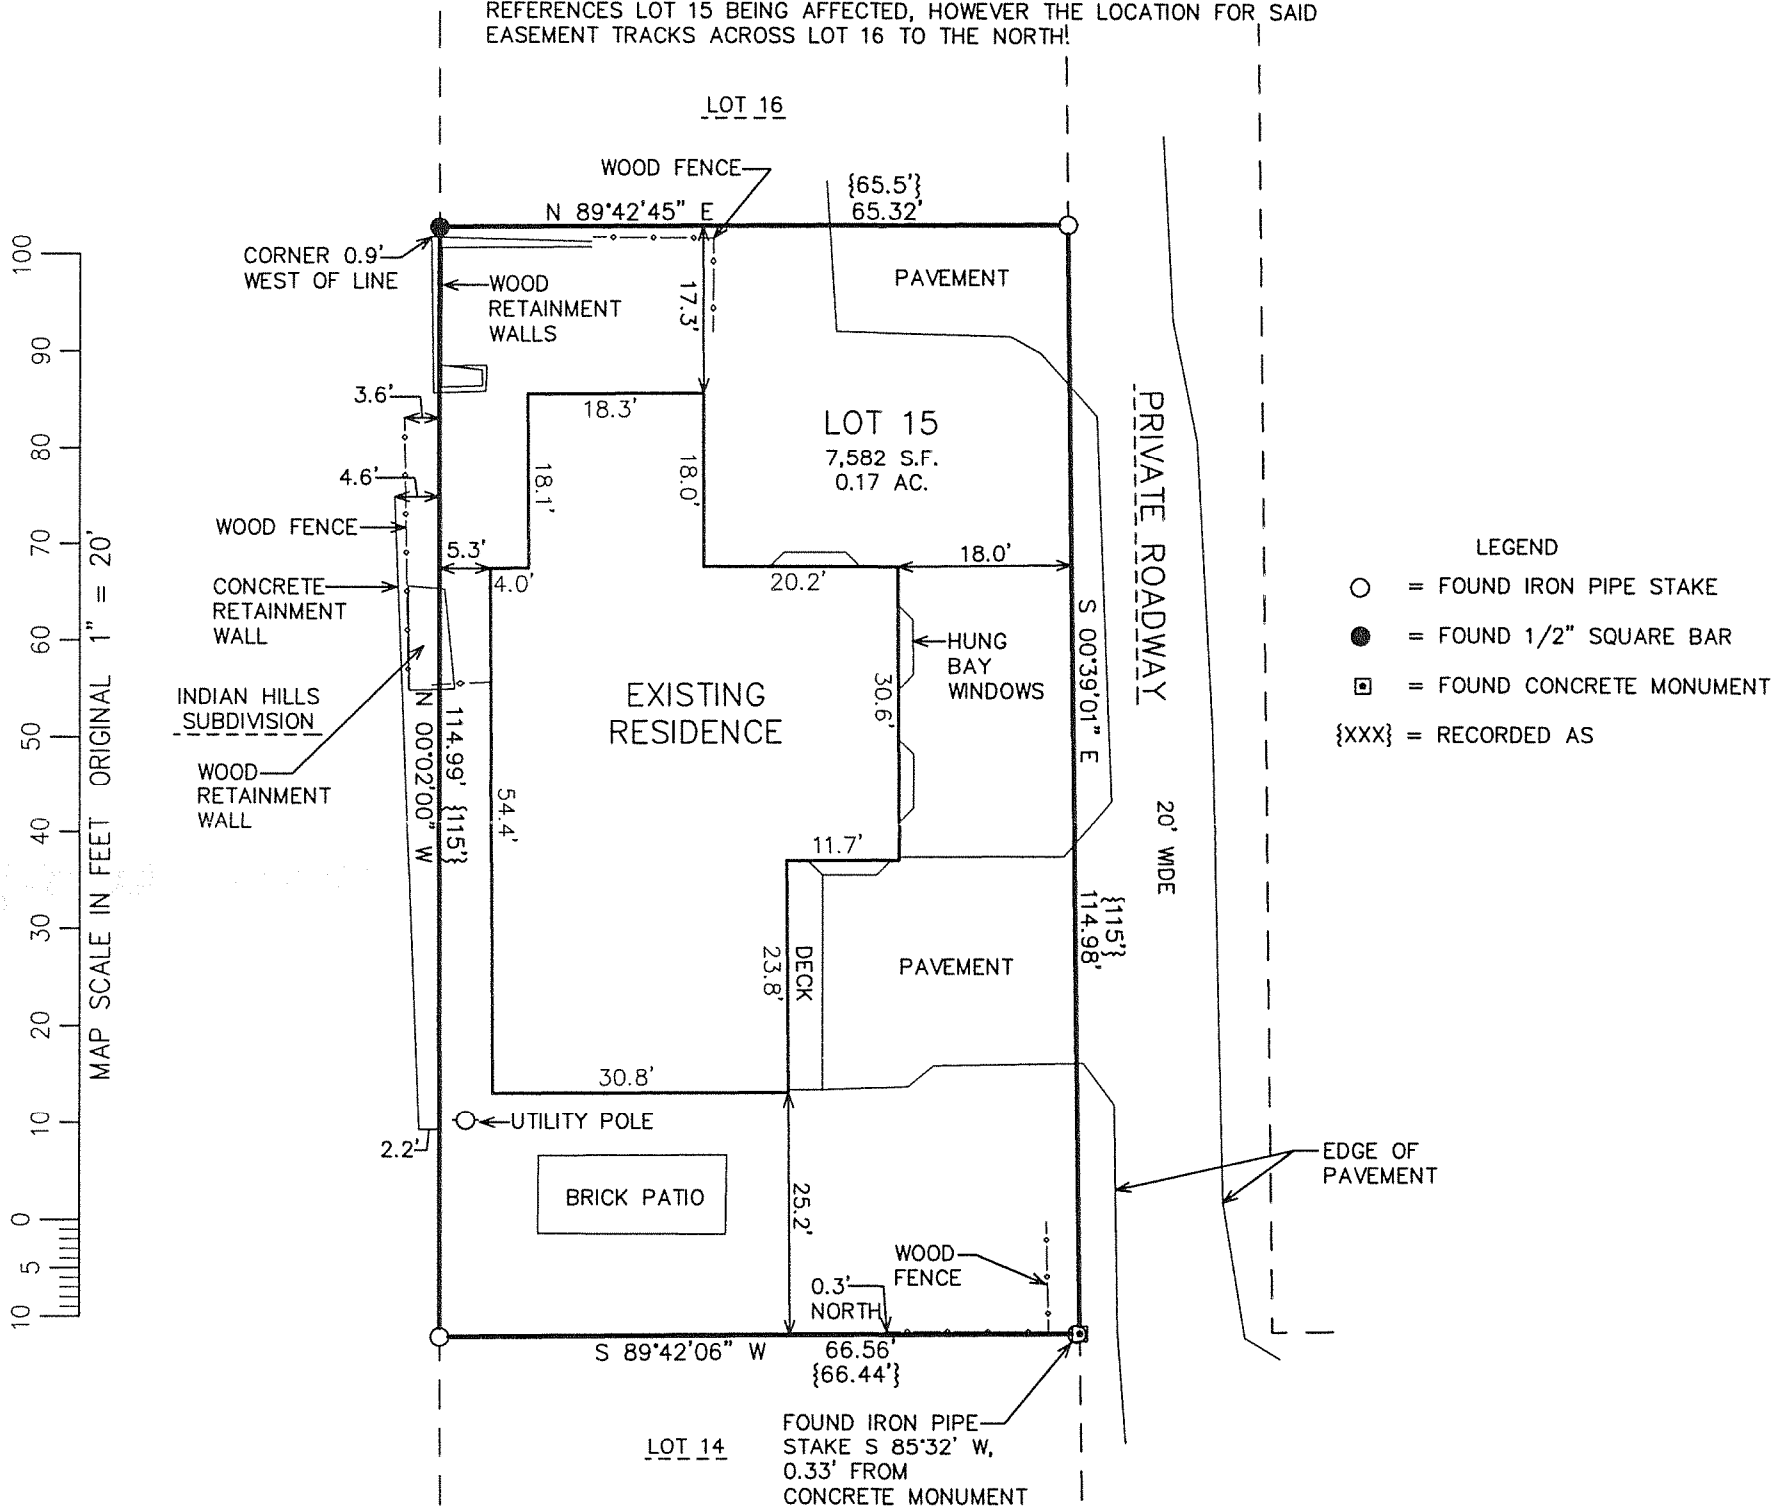 REFERENCES LOT 15 BEING AFFECTED, HOWEVER THE LOCATION FOR SAID
EASEMENT TRACKS ACROSS LOT 16 TO THE NORTH.
LOT 16
WOOD FENCE
{65.5'}
N 89°42'45" E
65.32'
CORNER 0.9'
WEST OF LINE
WOOD
RETAINMENT
WALLS
17.3'
PAVEMENT
3.6'
18.3'
LOT 15
7,582 S.F.
0.17 AC.
18.1'
18.0'
4.6'
WOOD FENCE
5.3'
4.0'
20.2'
18.0'
CONCRETE
RETAINMENT
WALL
INDIAN HILLS
SUBDIVISION
WOOD
RETAINMENT
WALL
N 00°02'00" W
114.99' {115'}
54.4'
EXISTING
RESIDENCE
30.6'
HUNG
BAY
WINDOWS
S 00°39'01" E
PRIVATE ROADWAY
20' WIDE
{115'}
114.98'
11.7'
DECK
23.8'
PAVEMENT
30.8'
UTILITY POLE
2.2'
BRICK PATIO
25.2'
EDGE OF
PAVEMENT
WOOD
FENCE
0.3'
NORTH
S 89°42'06" W
66.56'
{66.44'}
FOUND IRON PIPE
STAKE S 85°32' W,
0.33' FROM
CONCRETE MONUMENT
LOT 14
LEGEND
= FOUND IRON PIPE STAKE
= FOUND 1/2" SQUARE BAR
= FOUND CONCRETE MONUMENT
{XXX} = RECORDED AS
100
90
80
70
60
50
40
30
20
10
0
5
10
MAP SCALE IN FEET ORIGINAL 1" = 20'